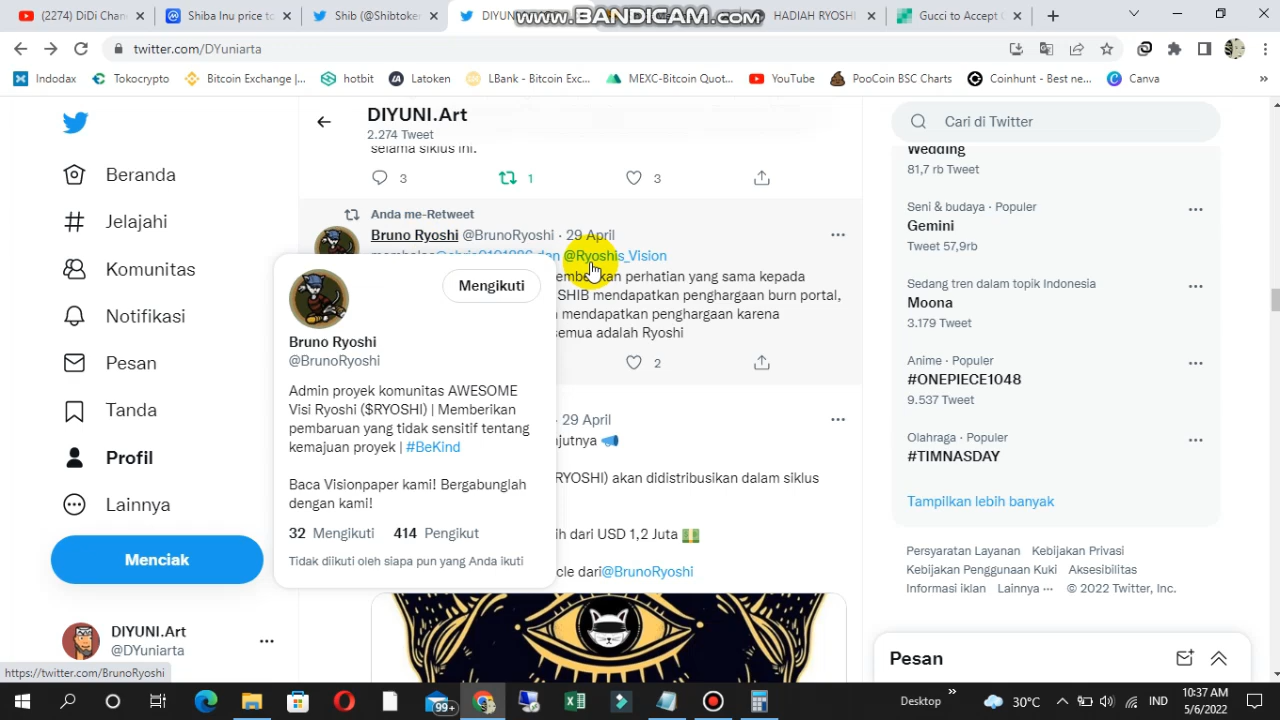 (2274) DiDi Chan
Shiba Inu price to
Shib (@Shibtoken
DIYUNI
www.BANDICAM.com
HADIAH RYOSHI
Gucci to Accept C
twitter.com/DYuniarta
Indodax
Tokocrypto
Bitcoin Exchange |...
hotbit
Latoken
LBank - Bitcoin Exc...
MEXC-Bitcoin Quot...
YouTube
PooCoin BSC Charts
Coinhunt - Best ne...
Canva
»
Beranda
Jelajahi
Komunitas
Notifikasi
Pesan
Tanda
Profil
Lainnya
Menciak
DIYUNI.Art
@DYuniarta
https://twitter.com/BrunoRyoshi
DIYUNI.Art
2.274 Tweet
selama siklus ini.
3 1 3
Anda me-Retweet
Bruno Ryoshi @BrunoRyoshi · 29 April
membalas @chris9191986 dan @Ryoshis_Vision
emberikan perhatian yang sama kepada
SHIB mendapatkan penghargaan burn portal,
mendapatkan penghargaan karena
semua adalah Ryoshi
2
Mengikuti
Bruno Ryoshi
@BrunoRyoshi
Admin proyek komunitas AWESOME
Visi Ryoshi ($RYOSHI) | Memberikan
pembaruan yang tidak sensitif tentang
kemajuan proyek | #BeKind
Baca Visionpaper kami! Bergabunglah
dengan kami!
32 Mengikuti 414 Pengikut
Tidak diikuti oleh siapa pun yang Anda ikuti
· 29 April
jutnya
RYOSHI) akan didistribusikan dalam siklus
ih dari USD 1,2 Juta
cle dari@BrunoRyoshi
Cari di Twitter
Wedding
81,7 rb Tweet
Seni & budaya · Populer
Gemini
Tweet 57,9rb
Sedang tren dalam topik Indonesia
Moona
3.179 Tweet
Anime · Populer
#ONEPIECE1048
9.537 Tweet
Olahraga · Populer
#TIMNASDAY
Tampilkan lebih banyak
Persyaratan Layanan Kebijakan Privasi
Kebijakan Penggunaan Kuki Aksesibilitas
Informasi iklan Lainnya ··· © 2022 Twitter, Inc.
Pesan
99+
Desktop
»
30°C
IND
10:37 AM
5/6/2022